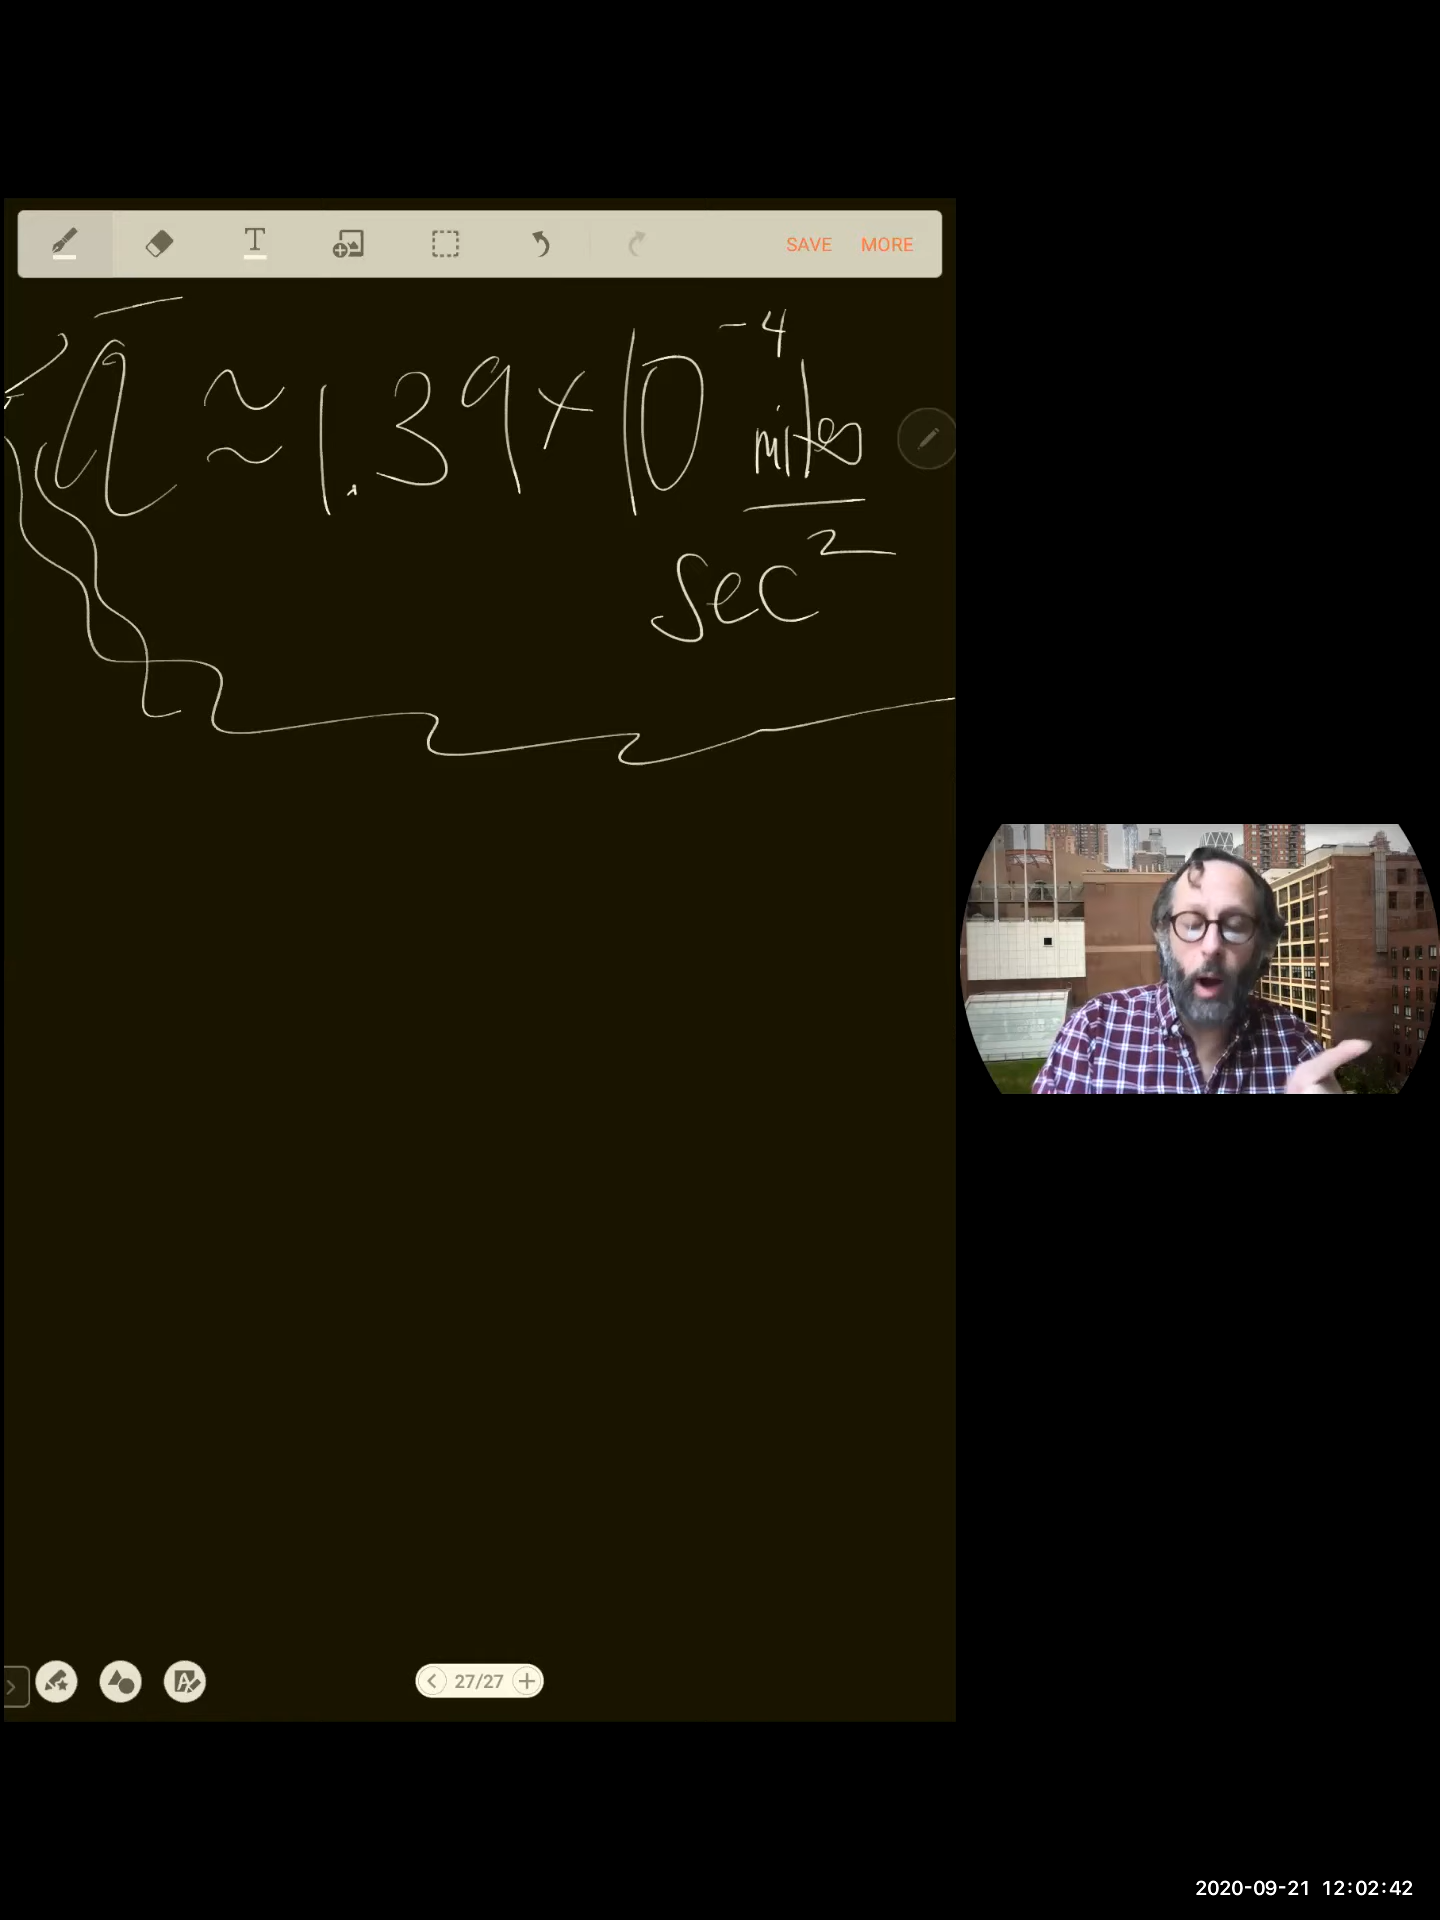 T
SAVE MORE
a ≈ 1.39 × 10⁻⁴ miles
sec²
A
27/27
2020-09-21 12:02:42